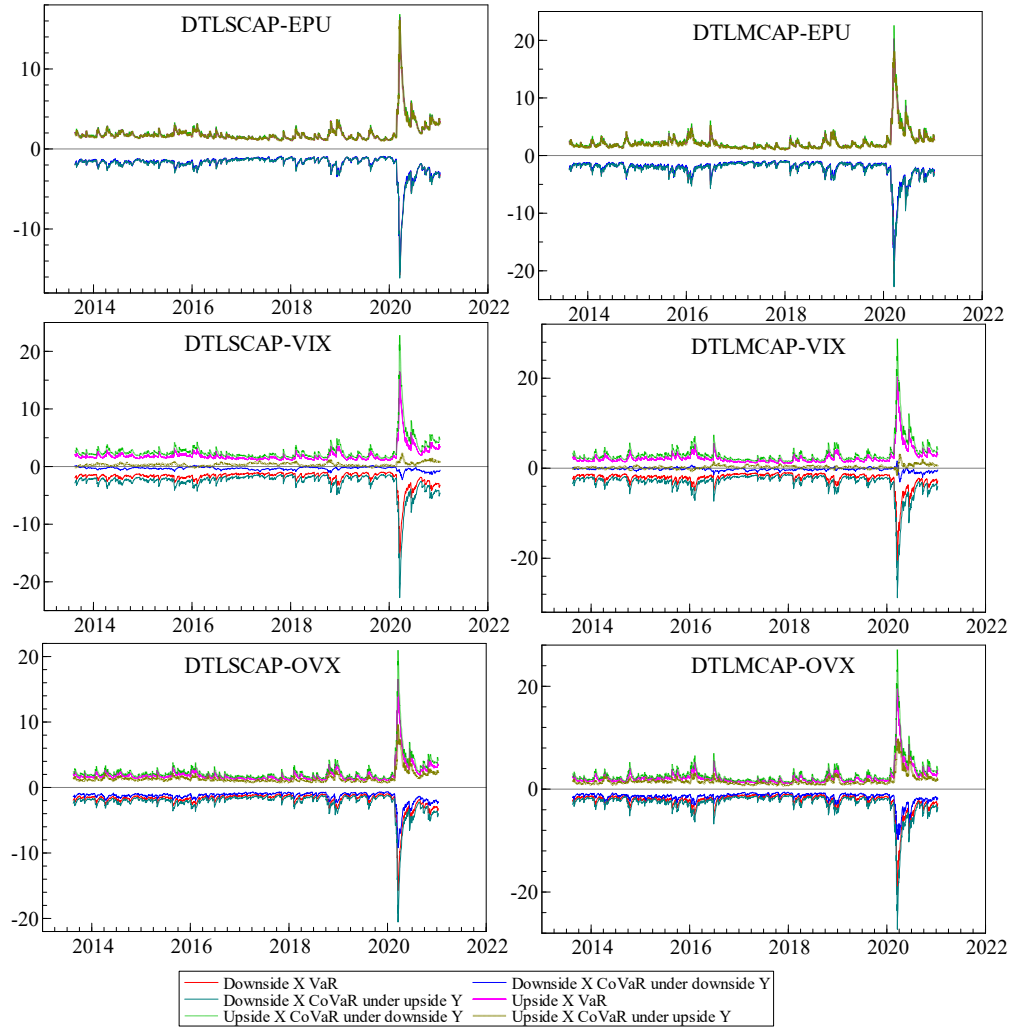 DTLSCAP-EPU
10
0
-10
2014 2016 2018 2020 2022
DTLMCAP-EPU
20
10
0
-10
-20
2014 2016 2018 2020 2022
DTLSCAP-VIX
20
10
0
-10
-20
2014 2016 2018 2020 2022
DTLMCAP-VIX
20
0
-20
2014 2016 2018 2020 2022
DTLSCAP-OVX
20
10
0
-10
-20
2014 2016 2018 2020 2022
DTLMCAP-OVX
20
0
-20
2014 2016 2018 2020 2022
Downside X VaR Downside X CoVaR under downside Y
Downside X CoVaR under upside Y Upside X VaR
Upside X CoVaR under downside Y Upside X CoVaR under upside Y